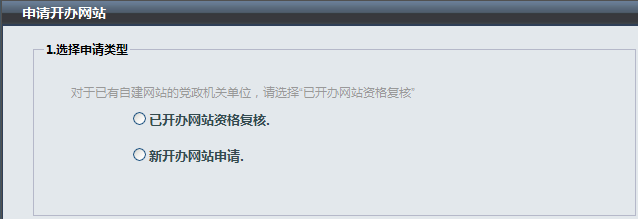 申请开办网站
1.选择申请类型
对于已有自建网站的党政机关单位，请选择“已开办网站资格复核”
已开办网站资格复核.
新开办网站申请.